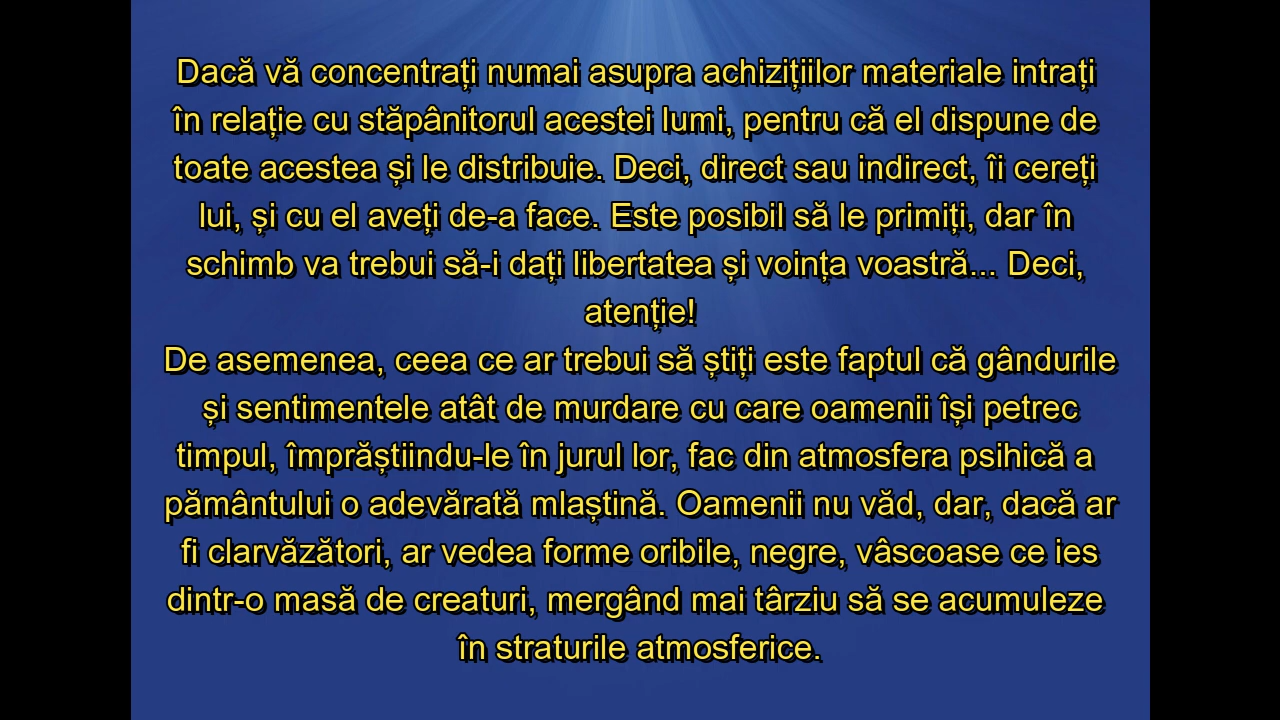 Dacă vă concentrați numai asupra achizițiilor materiale intrați
în relație cu stăpânitorul acestei lumi, pentru că el dispune de
toate acestea și le distribuie. Deci, direct sau indirect, îi cereți
lui, și cu el aveți de-a face. Este posibil să le primiți, dar în
schimb va trebui să-i dați libertatea și voința voastră... Deci,
atenție!
De asemenea, ceea ce ar trebui să știți este faptul că gândurile
și sentimentele atât de murdare cu care oamenii își petrec
timpul, împrăștiindu-le în jurul lor, fac din atmosfera psihică a
pământului o adevărată mlaștină. Oamenii nu văd, dar, dacă ar
fi clarvăzători, ar vedea forme oribile, negre, vâscoase ce ies
dintr-o masă de creaturi, mergând mai târziu să se acumuleze
în straturile atmosferice.